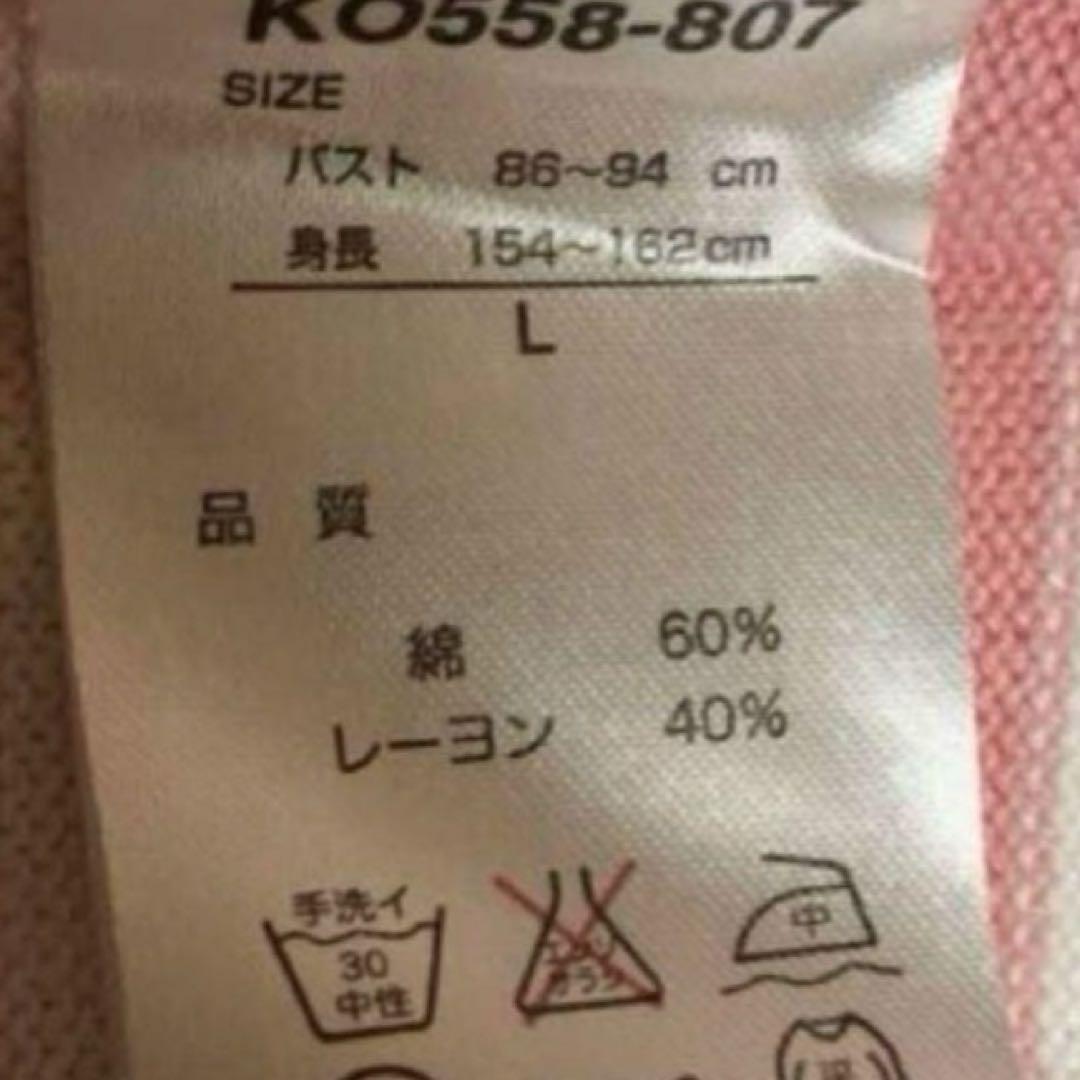 KO558-807
SIZE
バスト 86～94 cm
身長 154～162cm
L
品 質
綿 60%
レーヨン 40%
手洗イ
30
中性
中